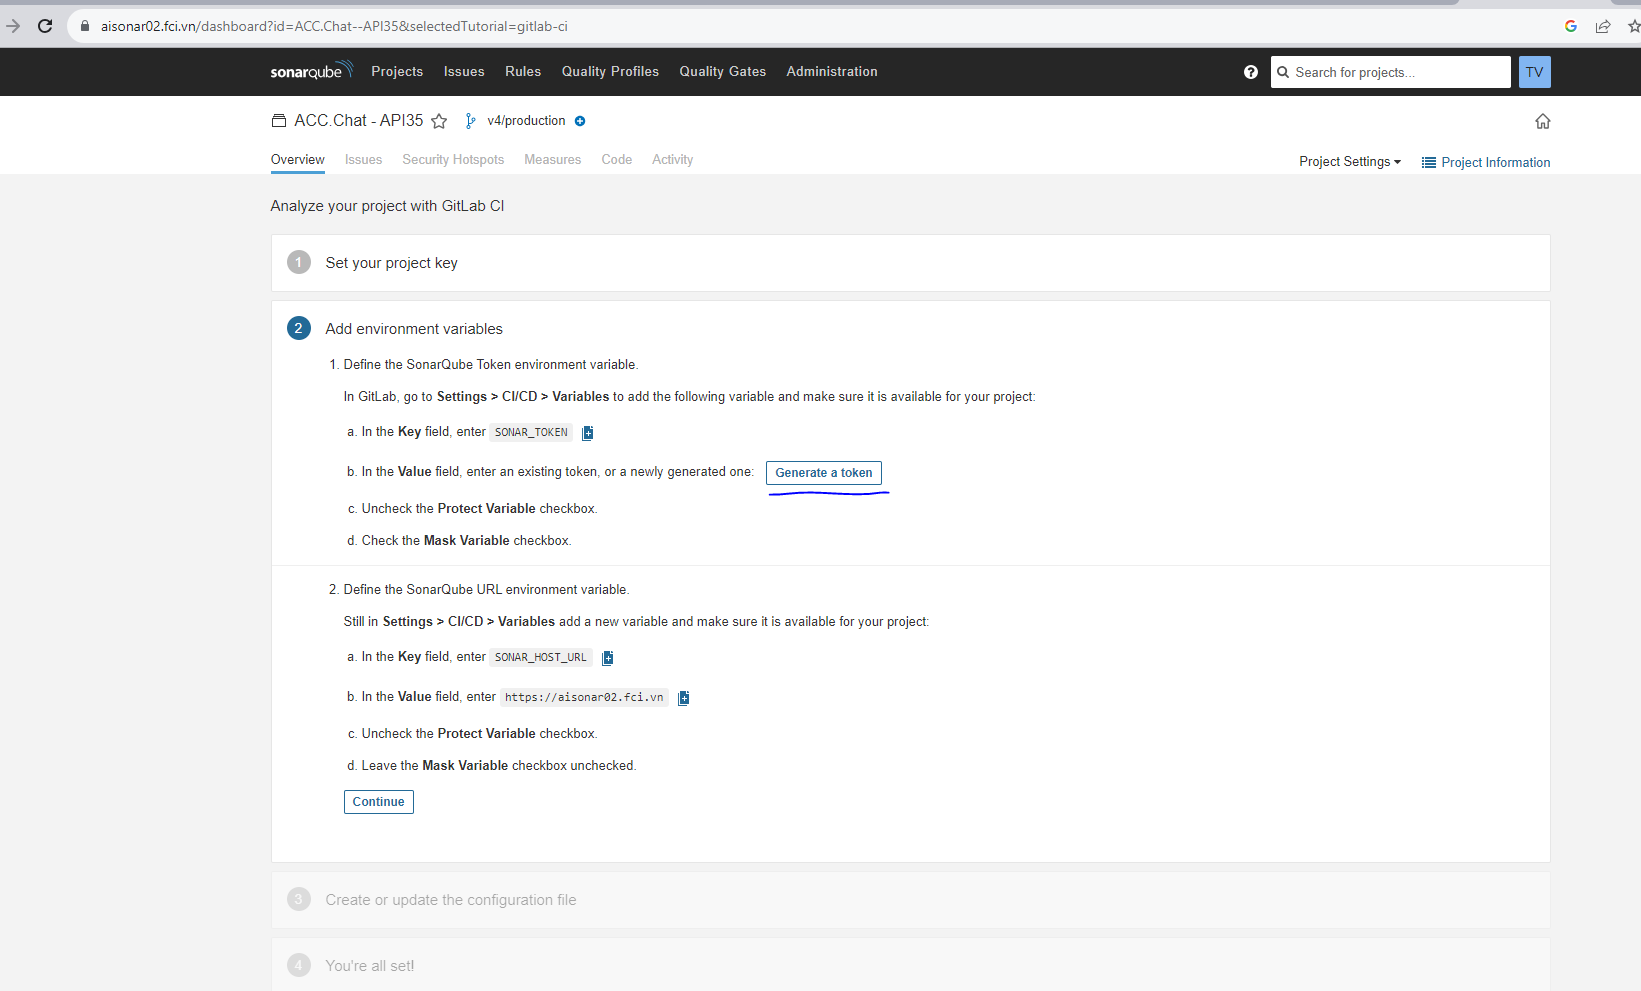 aisonar02.fci.vn/dashboard?id=ACC.Chat--API35&selectedTutorial=gitlab-ci
sonarqube Projects Issues Rules Quality Profiles Quality Gates Administration ? Search for projects... TV
ACC.Chat - API35 v4/production
Overview Issues Security Hotspots Measures Code Activity Project Settings Project Information
Analyze your project with GitLab CI
1 Set your project key
2 Add environment variables
1. Define the SonarQube Token environment variable.
In GitLab, go to Settings > CI/CD > Variables to add the following variable and make sure it is available for your project:
a. In the Key field, enter SONAR_TOKEN
b. In the Value field, enter an existing token, or a newly generated one: Generate a token
c. Uncheck the Protect Variable checkbox.
d. Check the Mask Variable checkbox.
2. Define the SonarQube URL environment variable.
Still in Settings > CI/CD > Variables add a new variable and make sure it is available for your project:
a. In the Key field, enter SONAR_HOST_URL
b. In the Value field, enter https://aisonar02.fci.vn
c. Uncheck the Protect Variable checkbox.
d. Leave the Mask Variable checkbox unchecked.
Continue
3 Create or update the configuration file
4 You're all set!